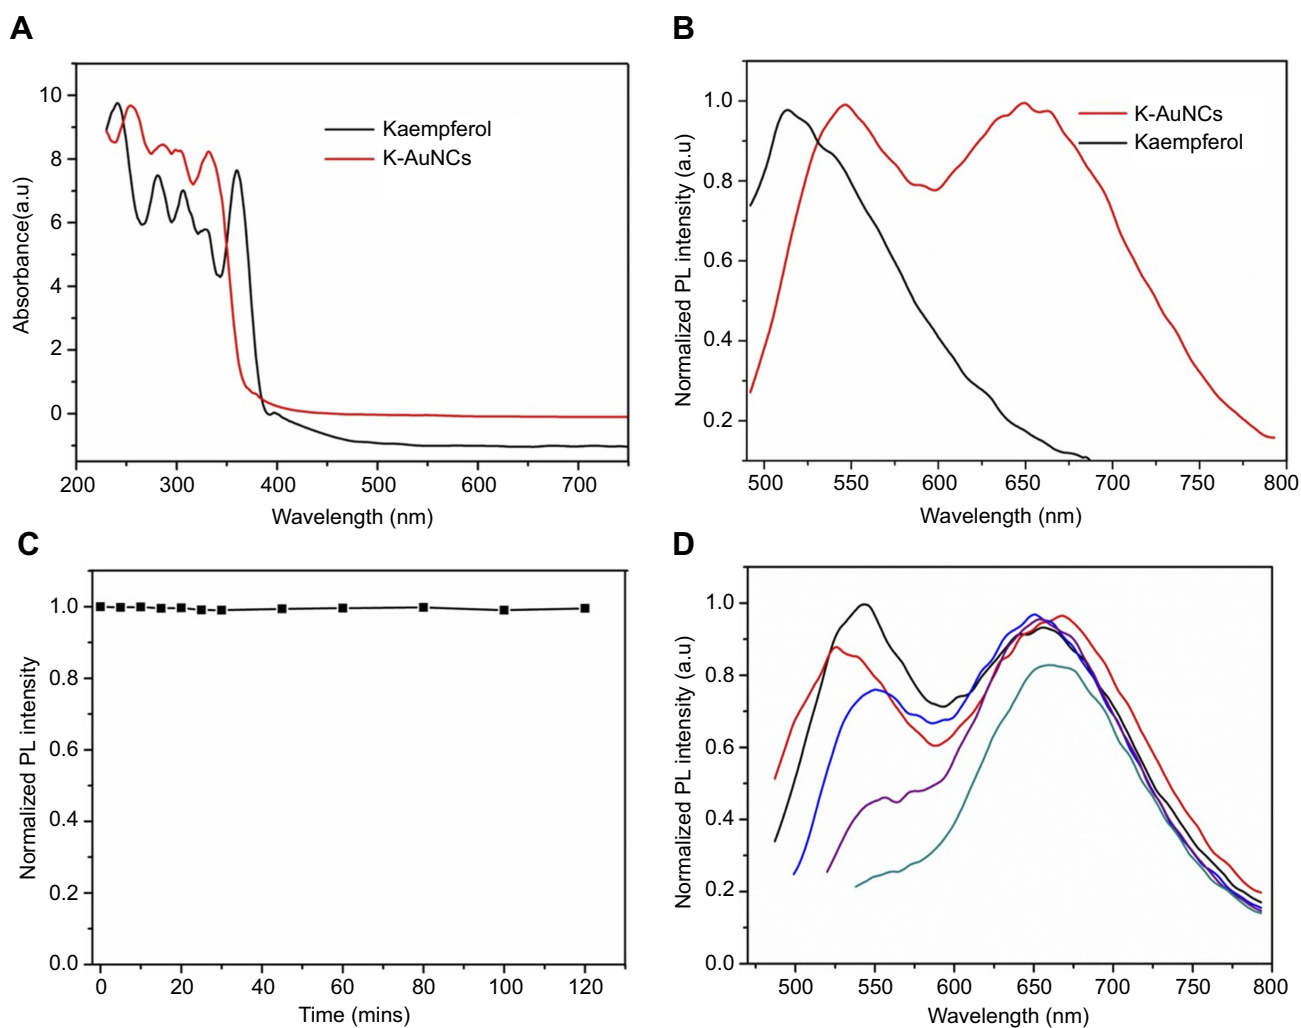 A
Absorbance(a.u)
10
8
6
4
2
0
Kaempferol
K-AuNCs
200 300 400 500 600 700
Wavelength (nm)
B
Normalized PL intensity (a.u)
1.0
0.8
0.6
0.4
0.2
K-AuNCs
Kaempferol
500 550 600 650 700 750 800
Wavelength (nm)
C
Normalized PL intensity
1.0
0.8
0.6
0.4
0.2
0.0
0 20 40 60 80 100 120
Time (mins)
D
Normalized PL intensity (a.u)
1.0
0.8
0.6
0.4
0.2
0.0
500 550 600 650 700 750 800
Wavelength (nm)